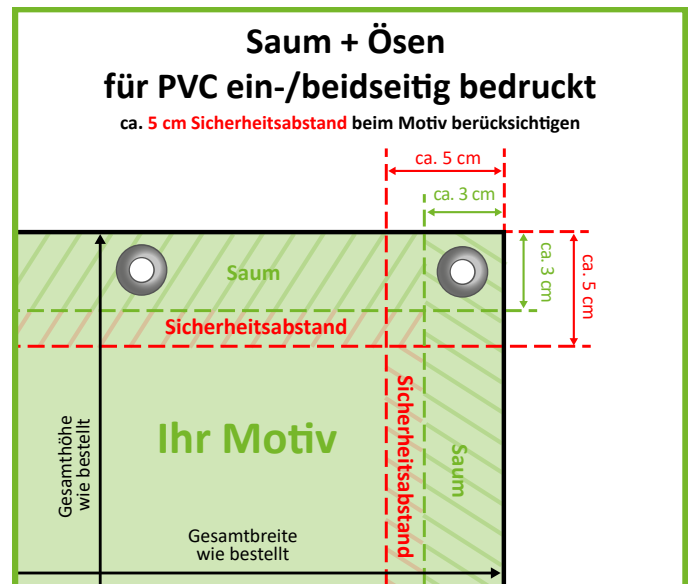 Saum + Ösen
für PVC ein-/beidseitig bedruckt
ca. 5 cm Sicherheitsabstand beim Motiv berücksichtigen
ca. 5 cm
ca. 3 cm
ca. 3 cm
ca. 5 cm
Saum
Sicherheitsabstand
Ihr Motiv
Gesamthöhe
wie bestellt
Sicherheitsabstand
Saum
Gesamtbreite
wie bestellt